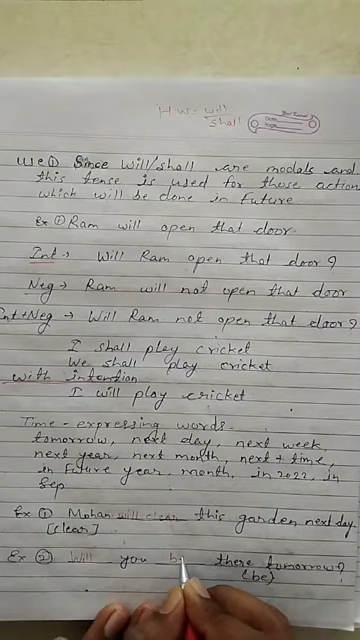 H.W - will
shall
Date
Page
Use ① Since will/shall are modals and
this tense is used for those action
which will be done in future
Ex ① Ram will open that door.
Int → Will Ram open that door?
Neg → Ram will not open that door
Int+Neg → Will Ram not open that door?
I shall play cricket
We shall play cricket
with intention
I will play cricket
Time - expressing words.
tomorrow, next day, next week,
next year, next month, next + time,
in future year, month, in 2022, in
Sep
Ex ① Mohan will clear this garden next day.
[clear]
Ex ② Will you b there tomorrow?
(be)